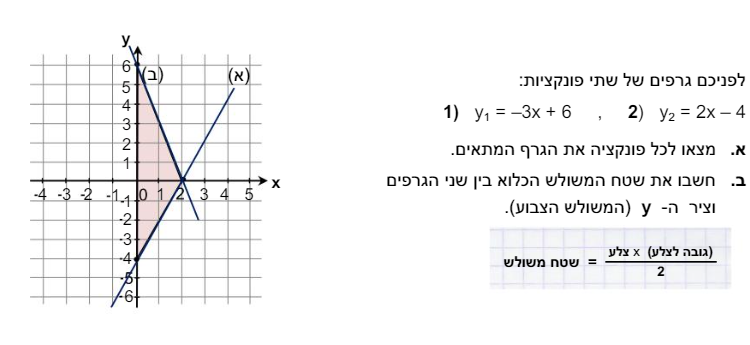 לפניכם גרפים של שתי פונקציות:
1) y₁ = –3x + 6 , 2) y₂ = 2x – 4
א. מצאו לכל פונקציה את הגרף המתאים.
ב. חשבו את שטח המשולש הכלוא בין שני הגרפים
וציר ה- y (המשולש הצבוע).
שטח משולש = (גובה לצלע) x צלע / 2
y
(ב) (א)
6
5
4
3
2
1
-4 -3 -2 -1 0 1 2 3 4 5 x
-1
-2
-3
-4
-5
-6